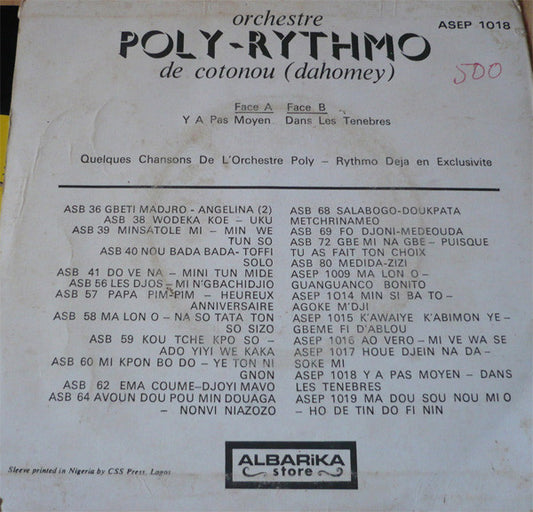 orchestre
ASEP 1018
POLY-RYTHMO
de cotonou (dahomey)
500
Face A Face B
Y A Pas Moyen Dans Les Tenebres
Quelques Chansons De L'Orchestre Poly – Rythmo Deja en Exclusivite
ASB 36 GBETI MADJRO – ANGELINA (2)
ASB 38 WODEKA KOE – UKU
ASB 39 MINSATOLE MI – MIN WE
TUN SO
ASB 40 NOU BADA BADA- TOFFI
SOLO
ASB 41 DO VE NA – MINI TUN MIDE
ASB 56 LES DJOS – MI N'GBACHIDJIO
ASB 57 PAPA PIM-PIM – HEUREUX
ANNIVERSAIRE
ASB 58 MA LON O – NA SO TATA TON
SO SIZO
ASB 59 KOU TCHE KPO SO –
ADO YIYI WE KAKA
ASB 60 MI KPON BO DO – YE TON NI
GNON
ASB 62 EMA COUME–DJOYI MAVO
ASB 64 AVOUN DOU POU MIN DOUAGA
– NONVI NIAZOZO
ASB 68 SALABOGO-DOUKPATA
METCHRINAMEO
ASB 69 FO DJONI-MEDEOUDA
ASB 72 GBE MI NA GBE – PUISQUE
TU AS FAIT TON CHOIX
ASB 80 MEDIDA-ZIZI
ASEP 1009 MA LON O –
GUANGUANCO BONITO
ASEP 1014 MIN SI BA TO –
AGOKE M'DJI
ASEP 1015 K'AWAIYE K'ABIMON YE –
GBEME FI D'ABLOU
ASEP 1016 AO VERO – MI VE WA SE
ASEP 1017 HOUE DJEIN NA DA –
SOKE MI
ASEP 1018 Y A PAS MOYEN – DANS
LES TENEBRES
ASEP 1019 MA DOU SOU NOU MI O
– HO DE TIN DO FI NIN
ALBARIKA
store
Sleeve printed in Nigeria by CSS Press, Lagos